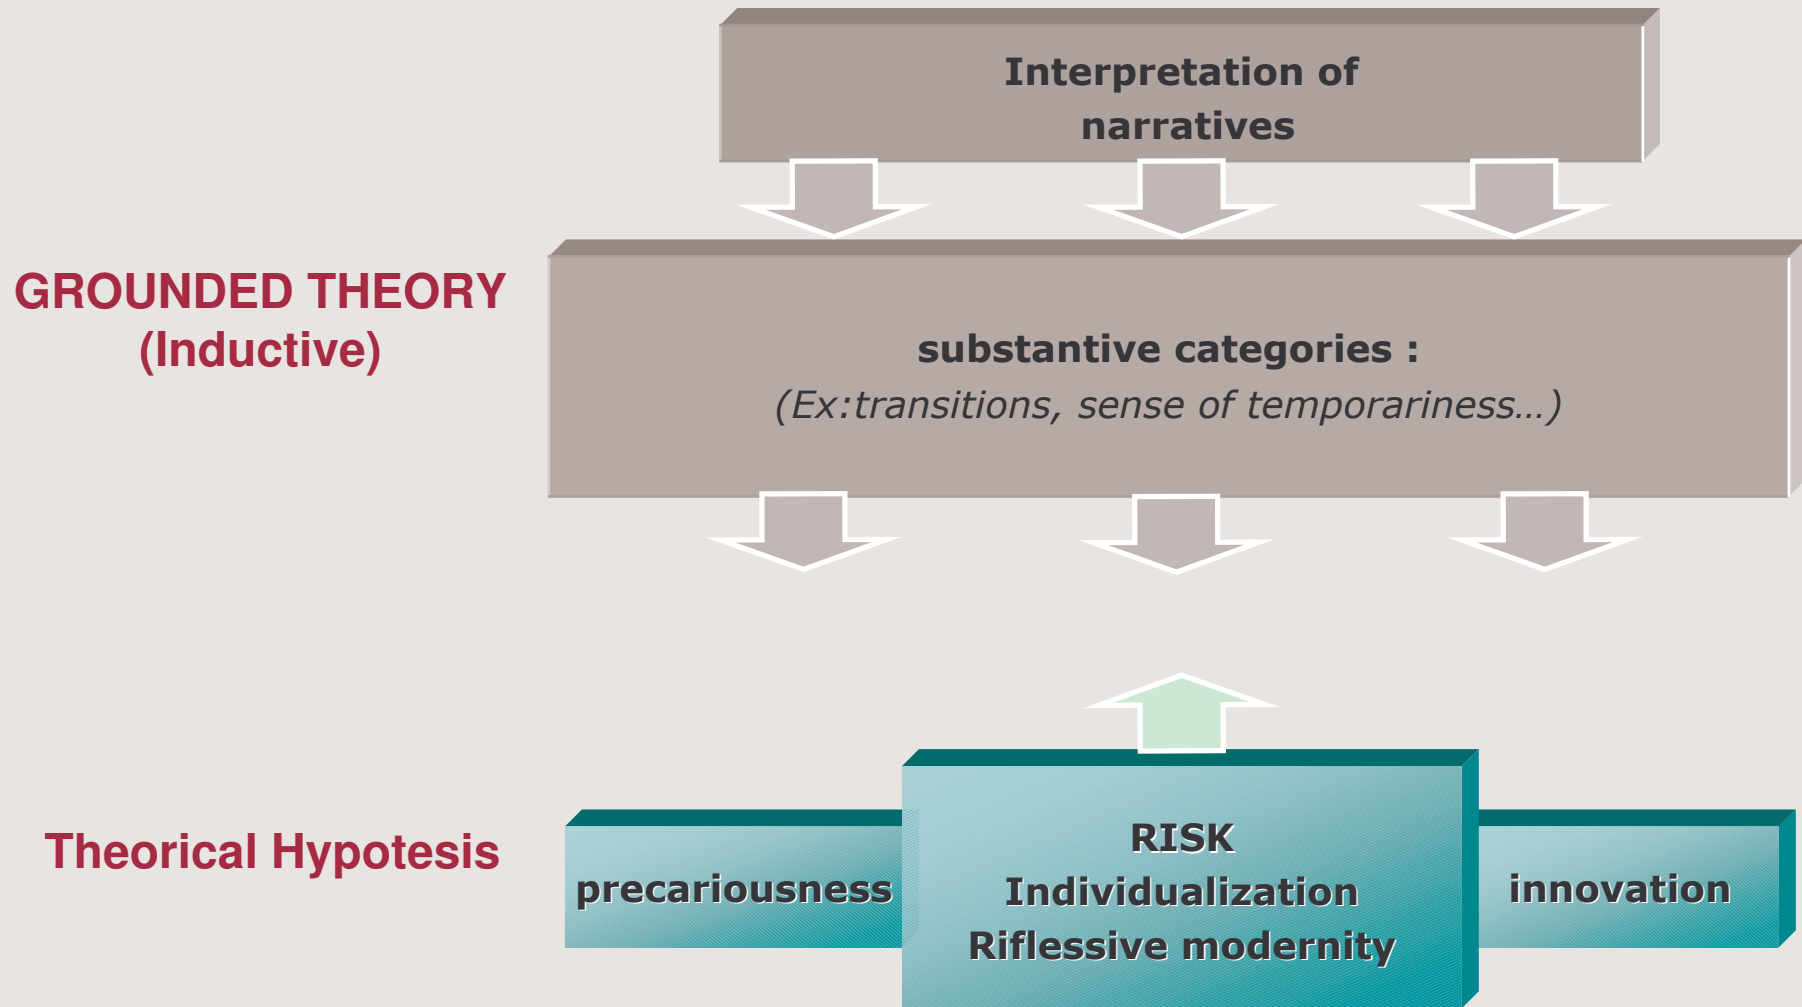 Interpretation of
narratives
GROUNDED THEORY
(Inductive)
substantive categories :
(Ex:transitions, sense of temporariness…)
Theorical Hypotesis
precariousness
RISK
Individualization
Riflessive modernity
innovation